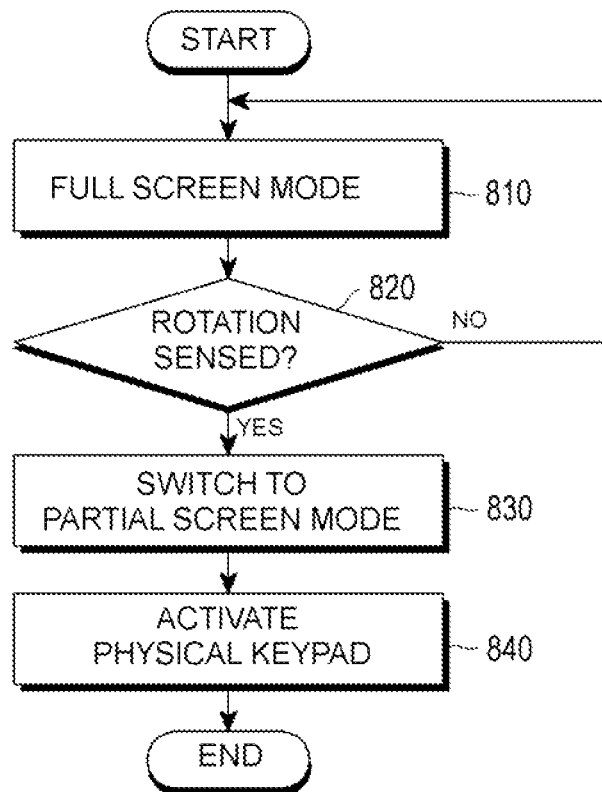 START
FULL SCREEN MODE
810
820
ROTATION
SENSED?
NO
YES
SWITCH TO
PARTIAL SCREEN MODE
830
ACTIVATE
PHYSICAL KEYPAD
840
END